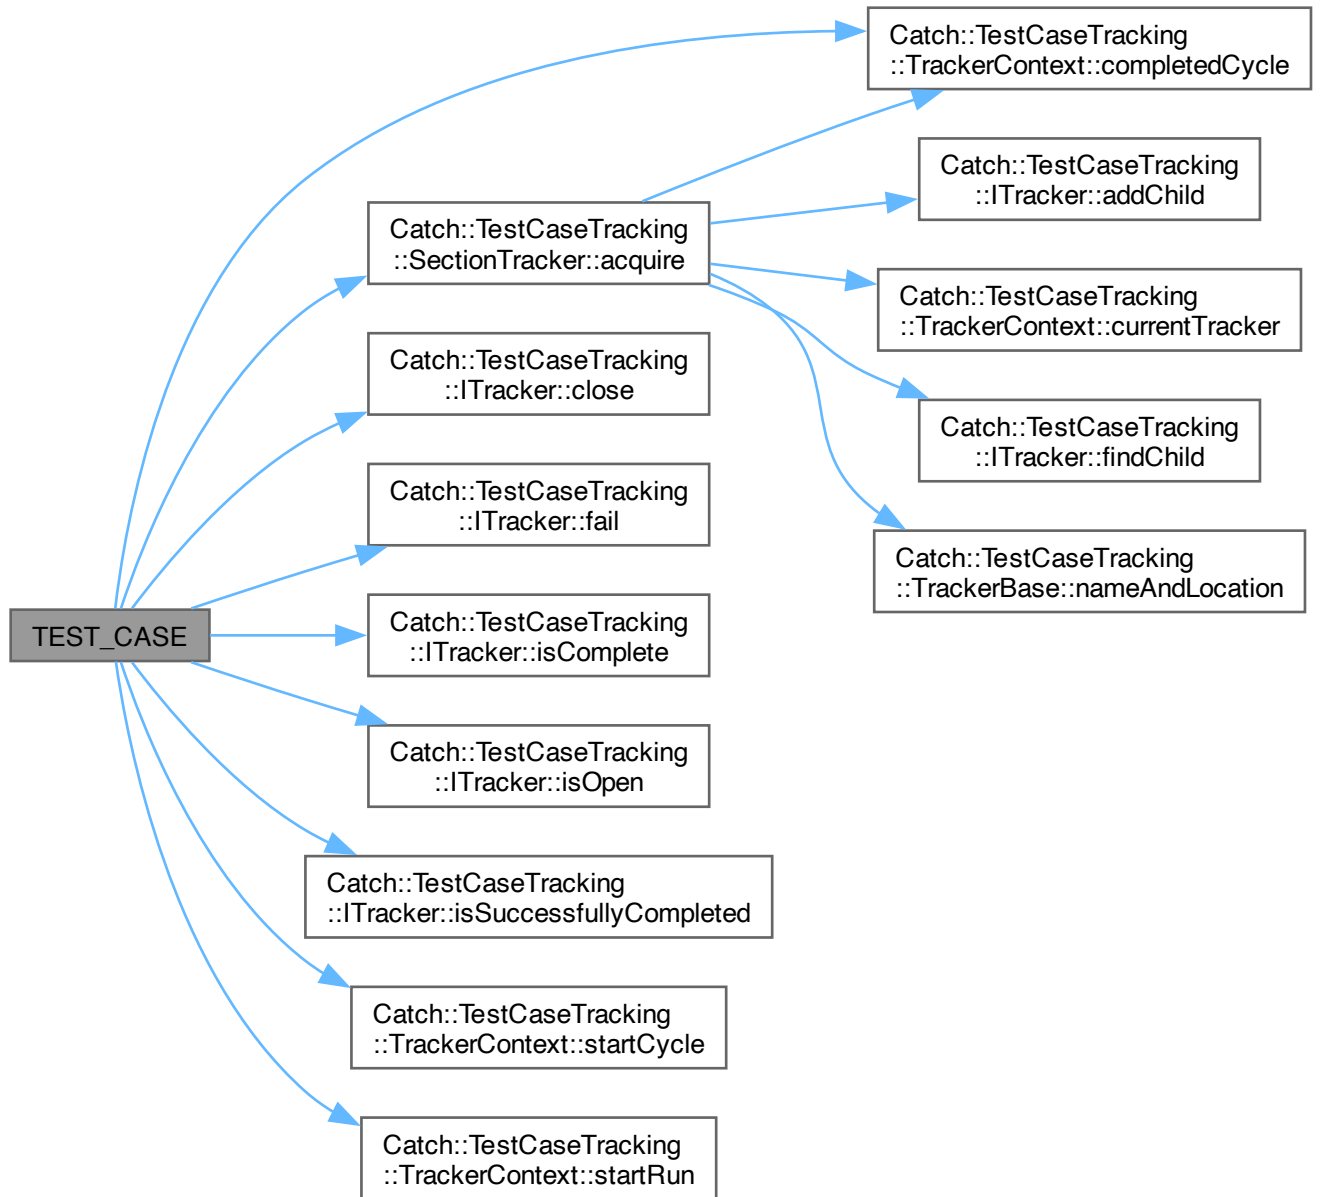 TEST_CASE
Catch::TestCaseTracking
::SectionTracker::acquire
Catch::TestCaseTracking
::ITracker::close
Catch::TestCaseTracking
::ITracker::fail
Catch::TestCaseTracking
::ITracker::isComplete
Catch::TestCaseTracking
::ITracker::isOpen
Catch::TestCaseTracking
::ITracker::isSuccessfullyCompleted
Catch::TestCaseTracking
::TrackerContext::startCycle
Catch::TestCaseTracking
::TrackerContext::startRun
Catch::TestCaseTracking
::TrackerContext::completedCycle
Catch::TestCaseTracking
::ITracker::addChild
Catch::TestCaseTracking
::TrackerContext::currentTracker
Catch::TestCaseTracking
::ITracker::findChild
Catch::TestCaseTracking
::TrackerBase::nameAndLocation